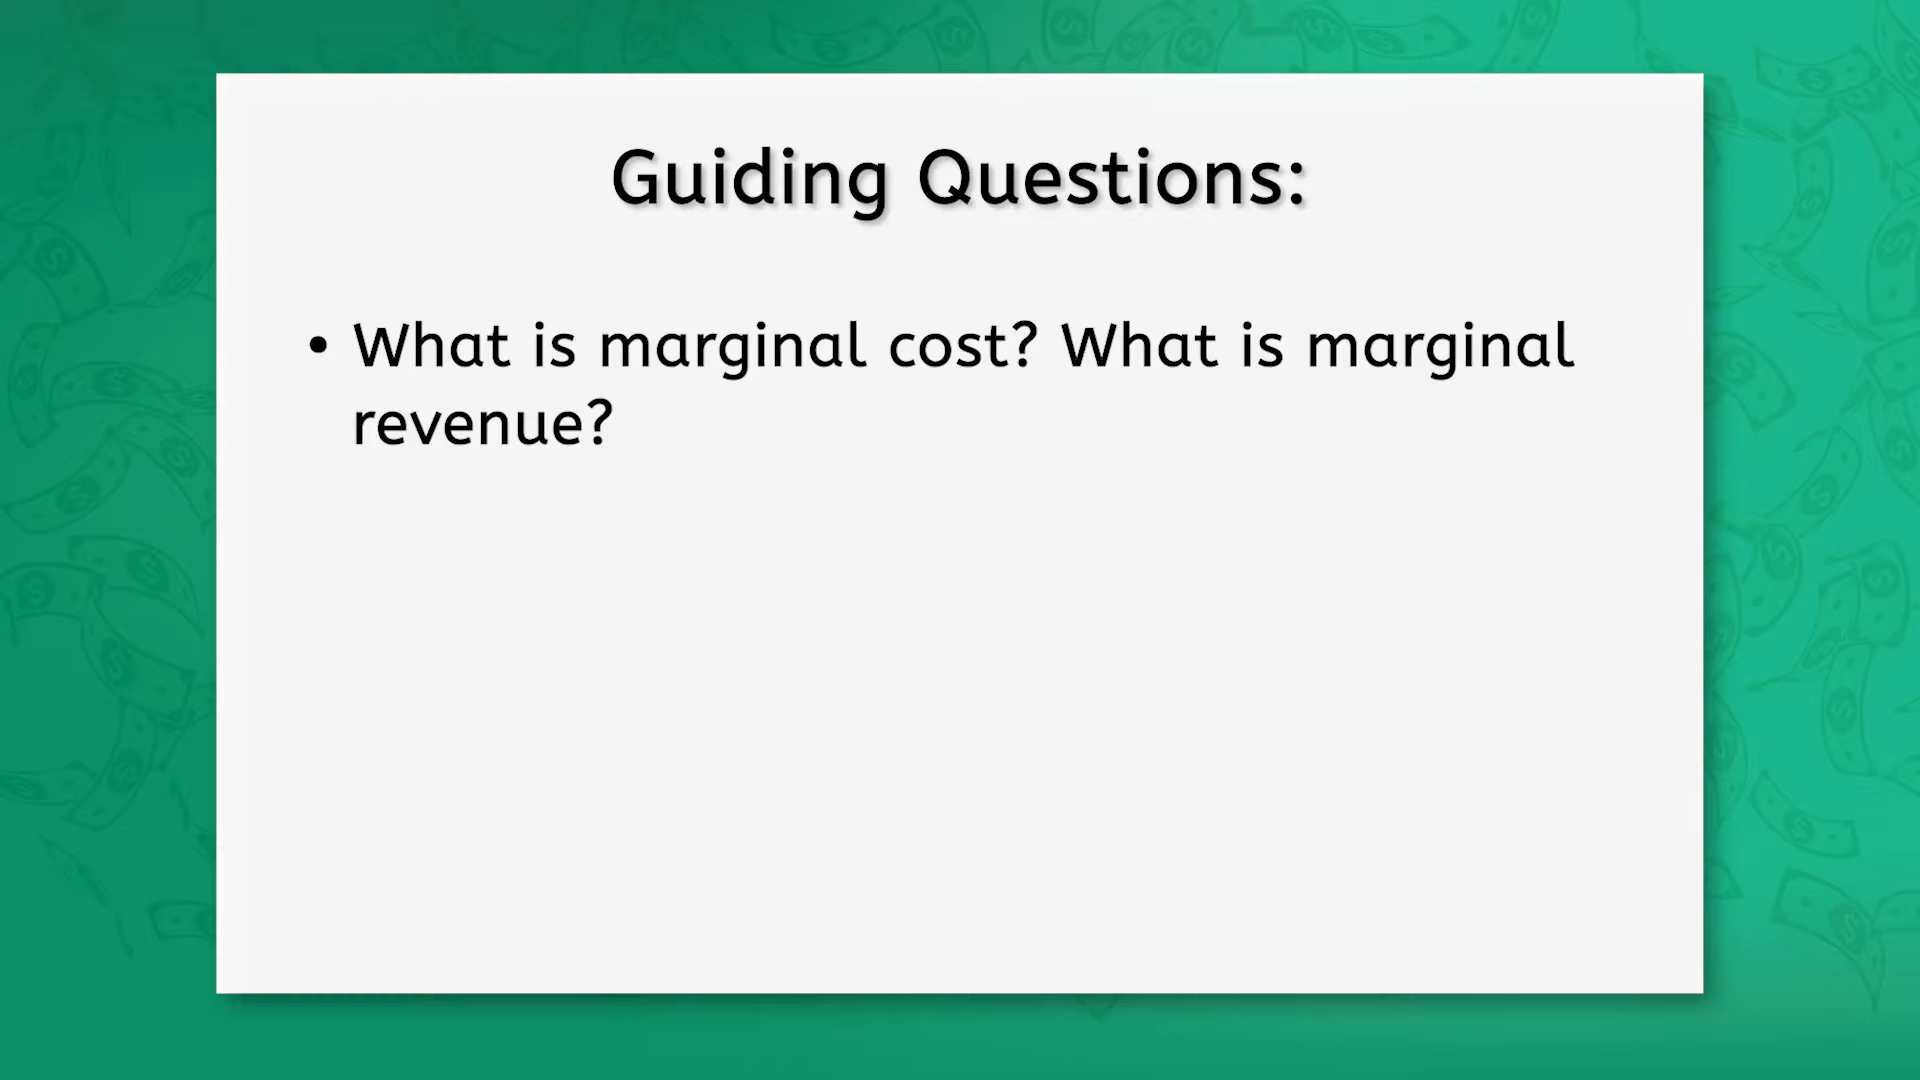 Guiding Questions:
• What is marginal cost? What is marginal
revenue?